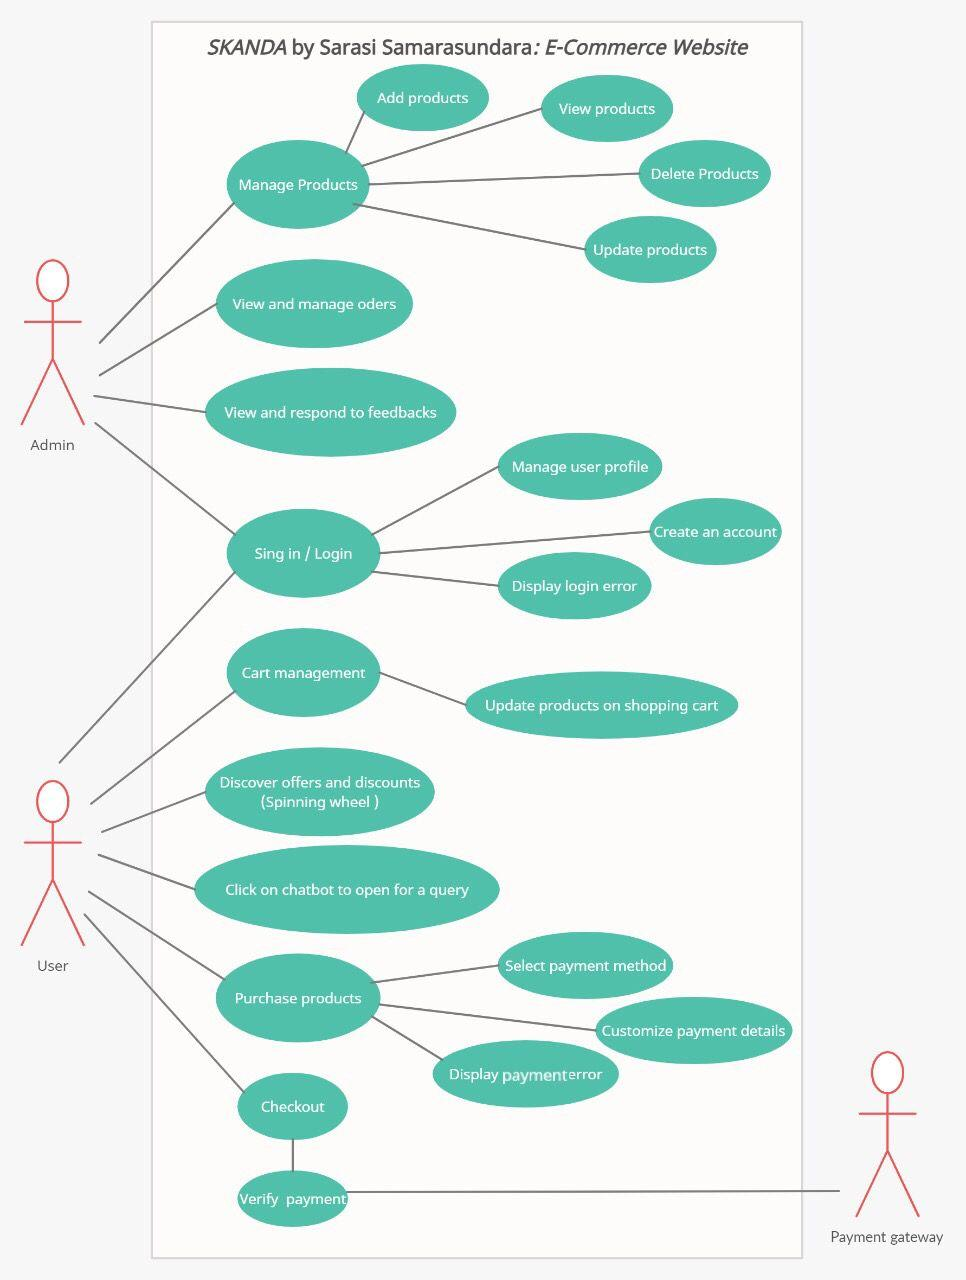 SKANDA by Sarasi Samarasundara: E-Commerce Website
Add products
View products
Manage Products
Delete Products
Update products
View and manage oders
View and respond to feedbacks
Admin
Manage user profile
Create an account
Sing in / Login
Display login error
Cart management
Update products on shopping cart
Discover offers and discounts
(Spinning wheel )
Click on chatbot to open for a query
User
Select payment method
Purchase products
Customize payment details
Display payment error
Checkout
Verify payment
Payment gateway